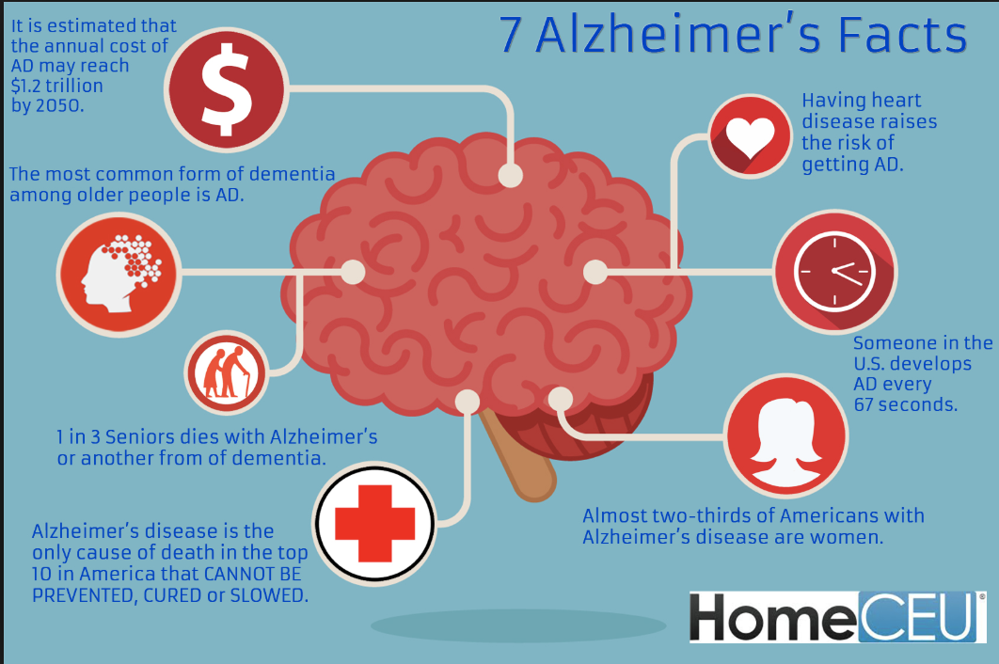 7 Alzheimer's Facts
It is estimated that
the annual cost of
AD may reach
$1.2 trillion
by 2050.
$
Having heart
disease raises
the risk of
getting AD.
The most common form of dementia
among older people is AD.
Someone in the
U.S. develops
AD every
67 seconds.
1 in 3 Seniors dies with Alzheimer's
or another from of dementia.
Almost two-thirds of Americans with
Alzheimer's disease are women.
Alzheimer's disease is the
only cause of death in the top
10 in America that CANNOT BE
PREVENTED, CURED or SLOWED.
HomeCEU®